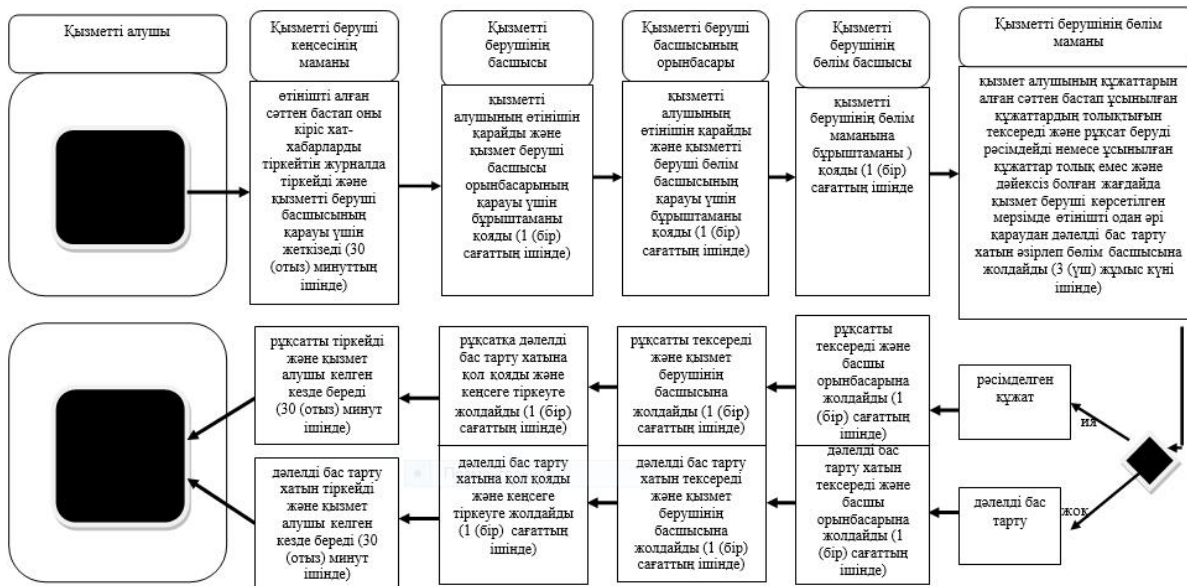 Қызметті алушы
Қызметті беруші
кеңсесінің
маманы
Қызметті
берушінің
басшысы
Қызметті беруші
басшысының
орынбасары
Қызметті
берушінің
бөлім басшысы
Қызметті берушінің бөлім
маманы
өтінішті алған
сәттен бастап оны
кіріс хат-
хабарларды
тіркейтін журналда
тіркейді және
қызметті беруші
басшысының
қарауы үшін
жеткізеді (30
(отыз) минуттың
ішінде)
қызметті
алушының өтінішін
қарайды және
қызмет беруші
басшысы
орынбасарының
қарауы үшін
бұрыштаманы
қояды (1 (бір)
сағаттың ішінде)
қызметті
алушының
өтінішін қарайды
және қызметті
беруші бөлім
басшысының
қарауы үшін
бұрыштаманы
қояды (1 (бір)
сағаттың ішінде)
қызметті
берушінің бөлім
маманына
бұрыштаманы )
қояды (1 (бір)
сағаттың ішінде
қызмет алушының құжаттарын
алған сәттен бастап ұсынылған
құжаттардың толықтығын
тексереді және рұқсат беруді
рәсімдейді немесе ұсынылған
құжаттар толық емес және
дәйексіз болған жағдайда
қызмет беруші көрсетілген
мерзімде өтінішті одан әрі
қараудан дәлелді бас тарту
хатын әзірлеп бөлім басшысына
жолдайды (3 (үш) жұмыс күні
ішінде)
рұқсатты тіркейді
және қызмет
алушы келген
кезде береді
(30 (отыз) минут
ішінде)
рұқсатқа дәлелді
бас тарту хатына
қол қояды және
кеңсеге тіркеуге
жолдайды (1 (бір)
сағаттың ішінде)
рұқсатты тексереді
және қызмет
берушінің
басшысына
жолдайды (1 (бір)
сағаттың ішінде)
рұқсатты
тексереді және
басшы
орынбасарына
жолдайды (1
(бір) сағаттың
ішінде)
рәсімделген
құжат
ия
дәлелді бас тарту
хатын тіркейді
және қызмет
алушы келген
кезде береді (30
(отыз) минут
ішінде)
дәлелді бас тарту
хатына қол қояды
және кеңсеге
тіркеуге жолдайды
(1 (бір) сағаттың
ішінде)
дәлелді бас тарту
хатын тексереді
және қызмет
берушінің
басшысына
жолдайды (1 (бір)
сағаттың ішінде)
дәлелді бас
тарту хатын
тексереді және
басшы
орынбасарына
жолдайды (1
(бір) сағаттың
ішінде)
дәлелді бас
тарту
жоқ